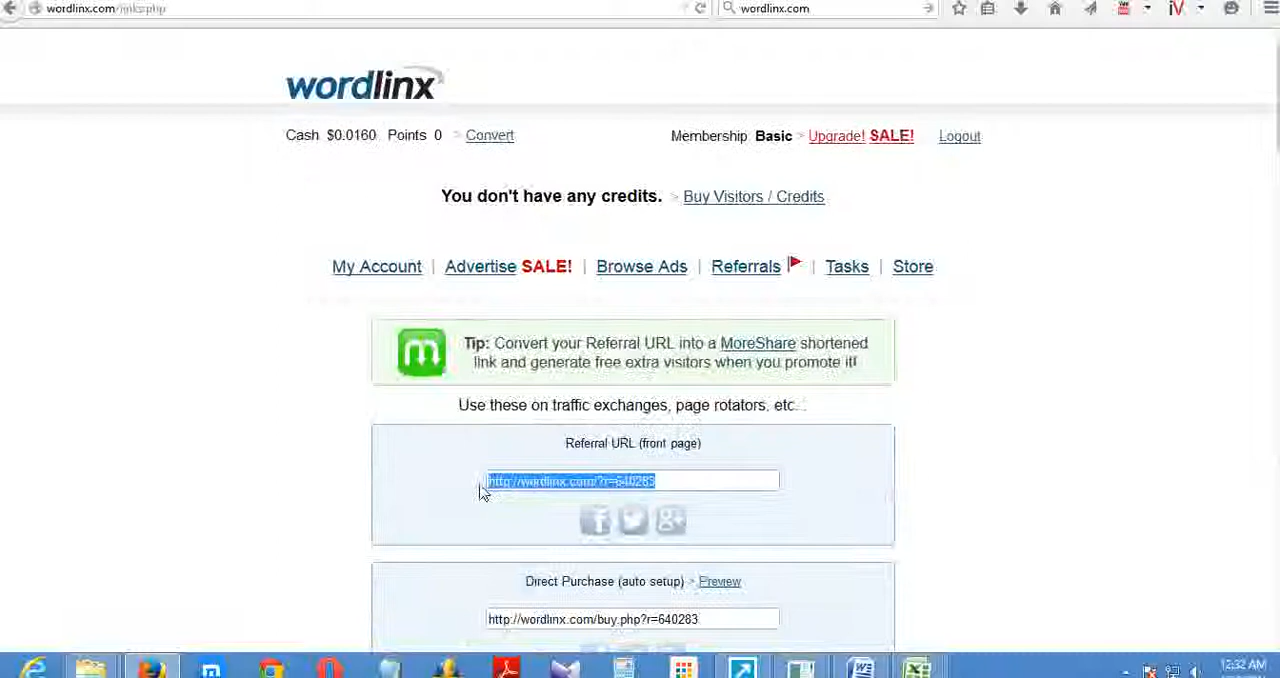 wordlinx.com/links.php
wordlinx.com
wordlinx
Cash $0.0160 Points 0 > Convert
Membership: Basic > Upgrade! SALE! Logout
You don't have any credits. > Buy Visitors / Credits
My Account | Advertise SALE! | Browse Ads | Referrals | Tasks | Store
Tip: Convert your Referral URL into a MoreShare shortened
link and generate free extra visitors when you promote it!
Use these on traffic exchanges, page rotators, etc...
Referral URL (front page)
http://wordlinx.com/?r=640283
Direct Purchase (auto setup) > Preview
http://wordlinx.com/buy.php?r=640283
12:32 AM